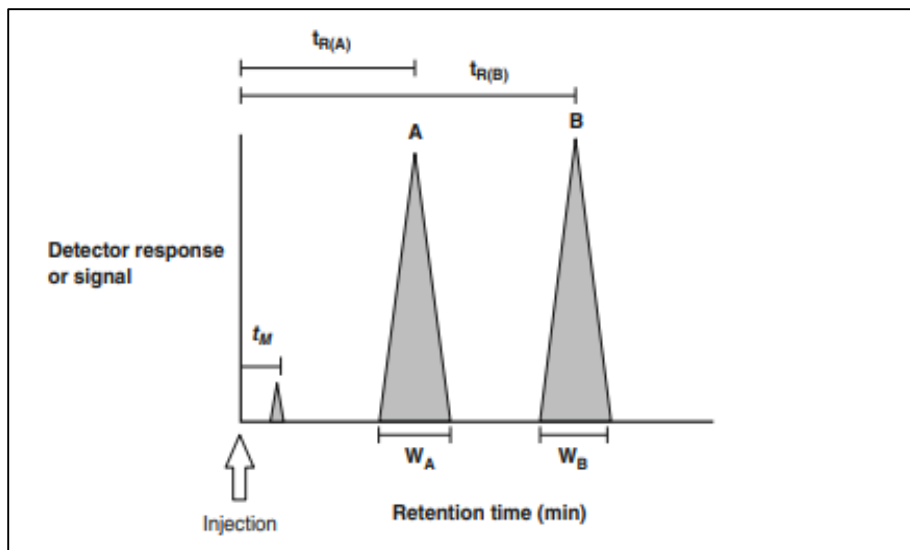 tR(A)
tR(B)
A
B
Detector response
or signal
tM
WA
WB
Injection
Retention time (min)